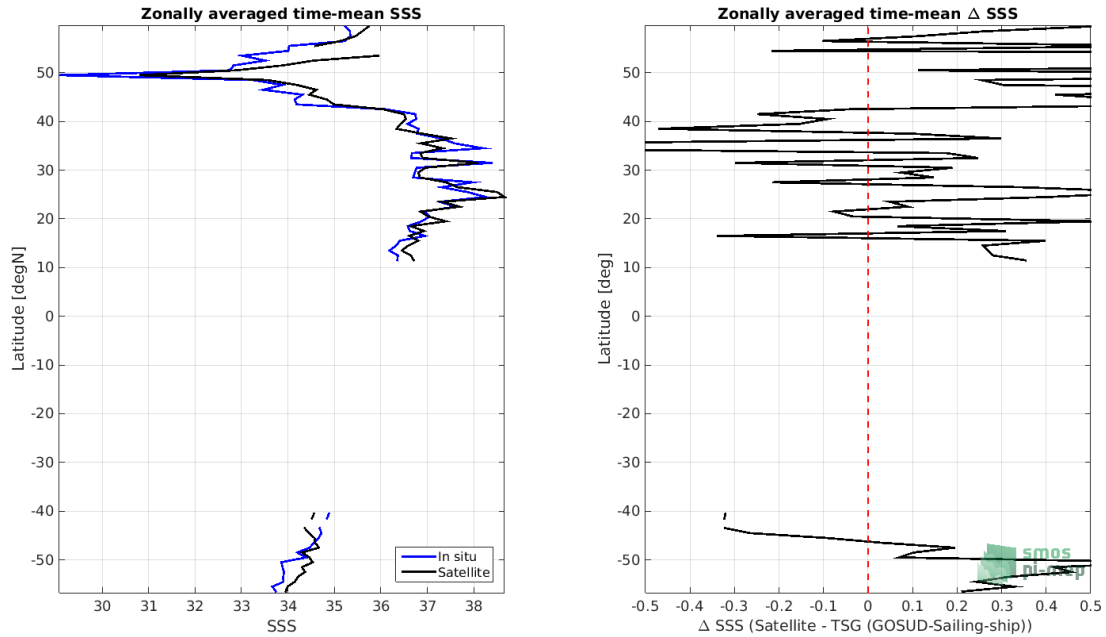 Zonally averaged time-mean SSS
Latitude [degN]
50
40
30
20
10
0
-10
-20
-30
-40
-50
30 31 32 33 34 35 36 37 38
SSS
In situ
Satellite
Zonally averaged time-mean Δ SSS
Latitude [deg]
50
40
30
20
10
0
-10
-20
-30
-40
-50
-0.5 -0.4 -0.3 -0.2 -0.1 0 0.1 0.2 0.3 0.4 0.5
Δ SSS (Satellite - TSG (GOSUD-Sailing-ship))
smos
pi-mep